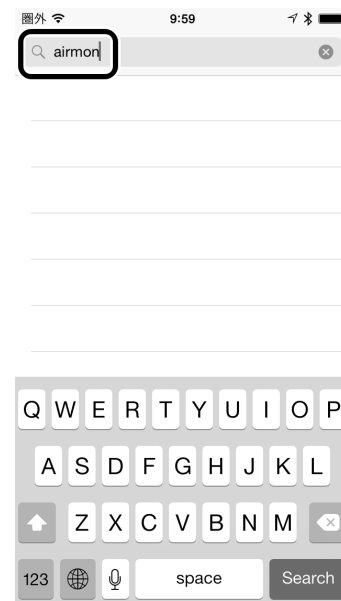 圏外 9:59
airmon
Q W E R T Y U I O P
A S D F G H J K L
Z X C V B N M
123 space Search